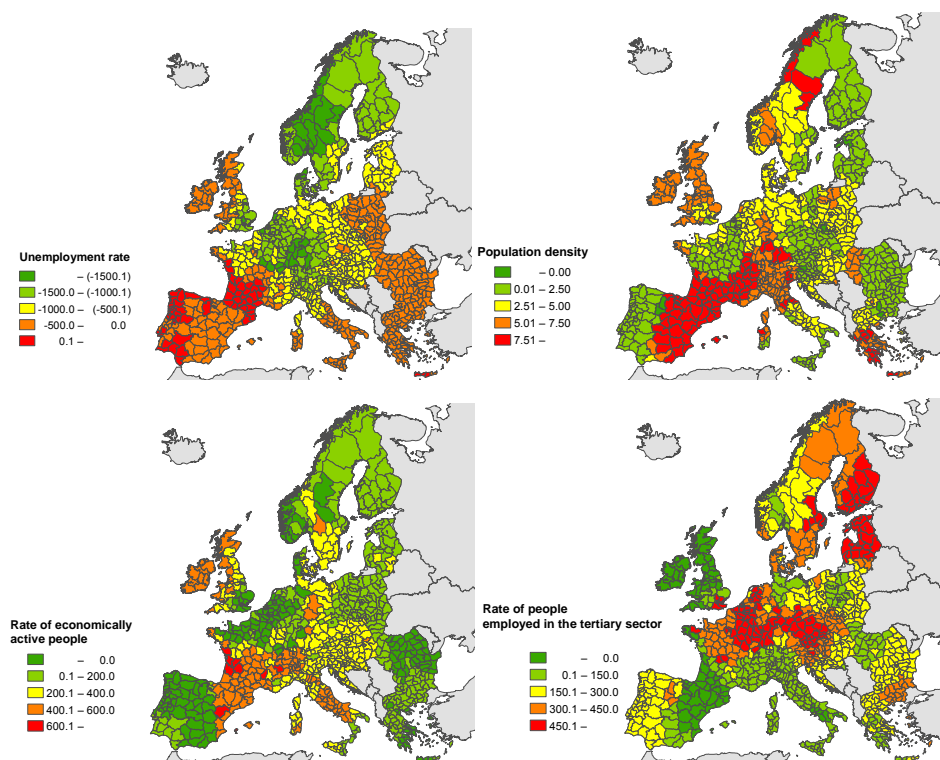 Unemployment rate
– (-1500.1)
-1500.0 – (-1000.1)
-1000.0 – (-500.1)
-500.0 – 0.0
0.1 –
Population density
– 0.00
0.01 – 2.50
2.51 – 5.00
5.01 – 7.50
7.51 –
Rate of economically
active people
– 0.0
0.1 – 200.0
200.1 – 400.0
400.1 – 600.0
600.1 –
Rate of people
employed in the tertiary sector
– 0.0
0.1 – 150.0
150.1 – 300.0
300.1 – 450.0
450.1 –